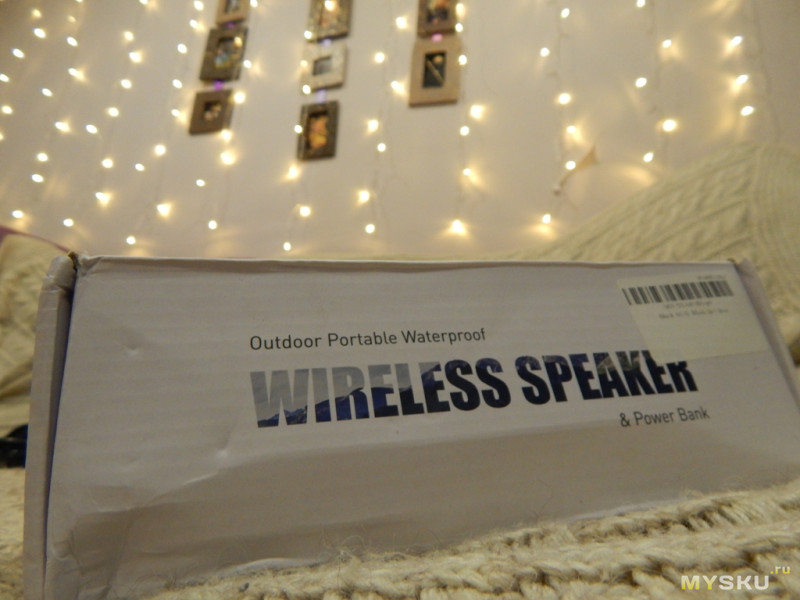 Outdoor Portable Waterproof
WIRELESS SPEAKER
& Power Bank
MYSKU.ru